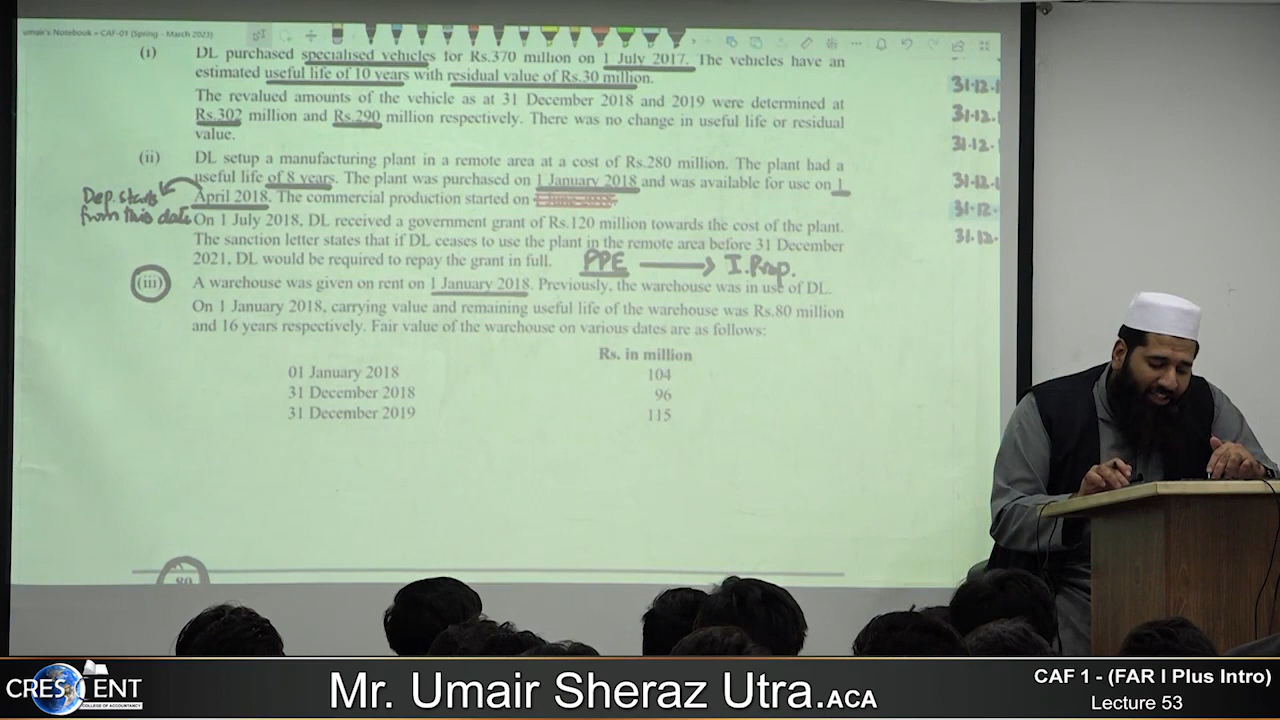 umair's Notebook » CAF-01 (Spring - March 2023)
(i) DL purchased specialised vehicles for Rs.370 million on 1 July 2017. The vehicles have an
estimated useful life of 10 years with residual value of Rs.30 million.
The revalued amounts of the vehicle as at 31 December 2018 and 2019 were determined at
Rs.302 million and Rs.290 million respectively. There was no change in useful life or residual
value.
(ii) DL setup a manufacturing plant in a remote area at a cost of Rs.280 million. The plant had a
useful life of 8 years. The plant was purchased on 1 January 2018 and was available for use on 1
April 2018. The commercial production started on
Dep. starts
from this date
On 1 July 2018, DL received a government grant of Rs.120 million towards the cost of the plant.
The sanction letter states that if DL ceases to use the plant in the remote area before 31 December
2021, DL would be required to repay the grant in full.
PPE → I.Prop.
(iii) A warehouse was given on rent on 1 January 2018. Previously, the warehouse was in use of DL.
On 1 January 2018, carrying value and remaining useful life of the warehouse was Rs.80 million
and 16 years respectively. Fair value of the warehouse on various dates are as follows:
Rs. in million
01 January 2018 104
31 December 2018 96
31 December 2019 115
31.12.1
31.12.1
31.12.
31.12.1
31.12.
31.12.
CRESCENT
COLLEGE OF ACCOUNTANCY
Mr. Umair Sheraz Utra.ACA
CAF 1 - (FAR I Plus Intro)
Lecture 53